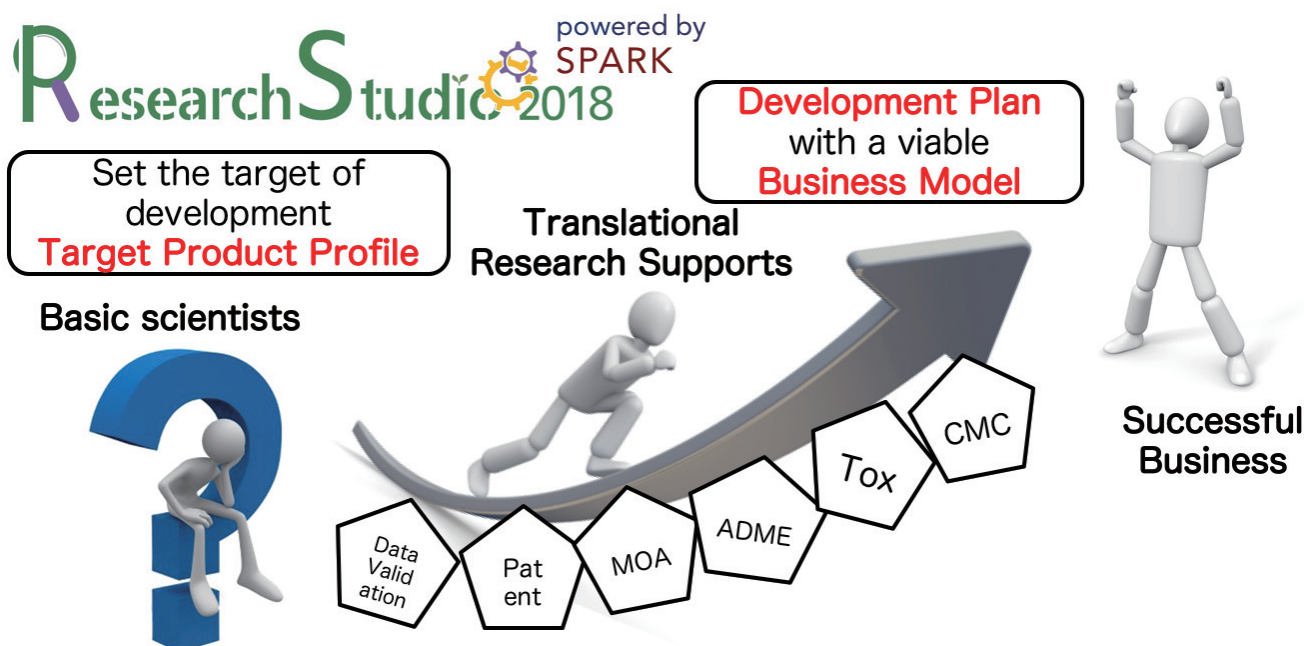 ResearchStudio 2018
powered by
SPARK
Development Plan
with a viable
Business Model
Set the target of
development
Target Product Profile
Translational
Research Supports
Basic scientists
Successful
Business
Data
Valid
ation
Pat
ent
MOA
ADME
Tox
CMC